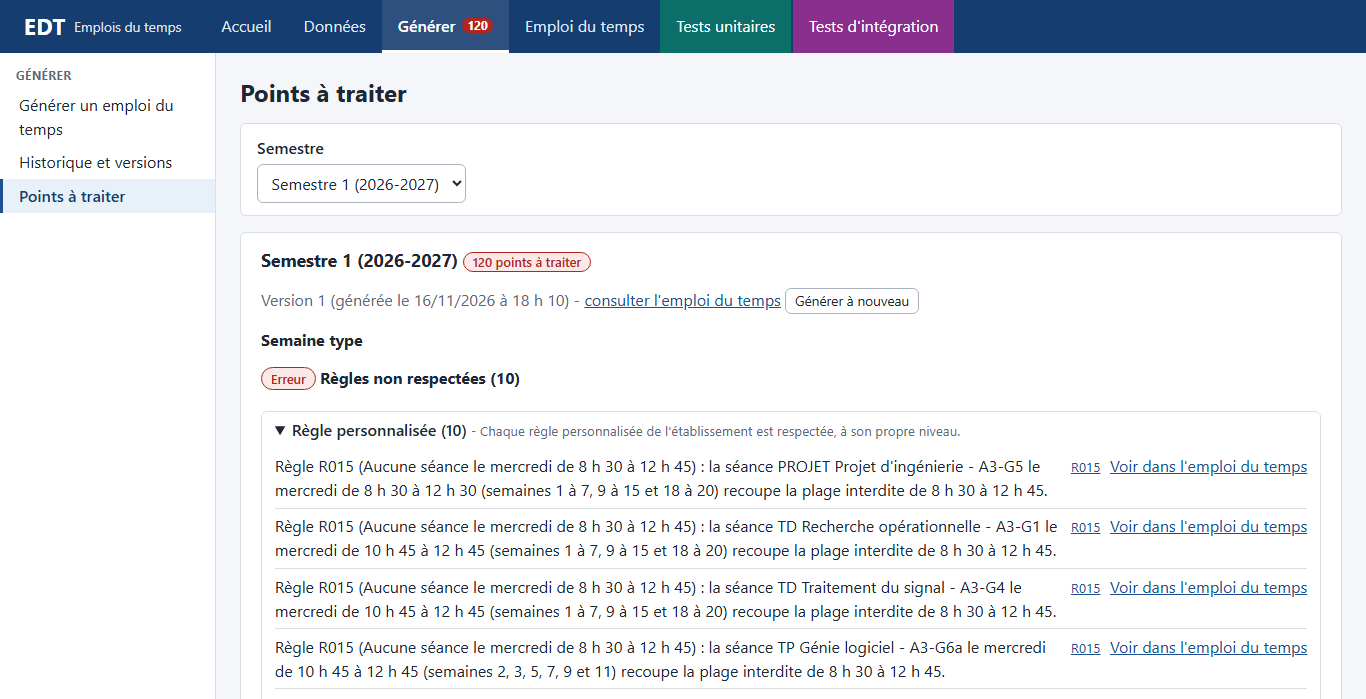 EDT Emplois du temps Accueil Données Générer 120 Emploi du temps Tests unitaires Tests d'intégration
GÉNÉRER
Générer un emploi du
temps
Historique et versions
Points à traiter
Points à traiter
Semestre
Semestre 1 (2026-2027)
Semestre 1 (2026-2027) 120 points à traiter
Version 1 (générée le 16/11/2026 à 18 h 10) - consulter l'emploi du temps Générer à nouveau
Semaine type
Erreur Règles non respectées (10)
▼ Règle personnalisée (10) - Chaque règle personnalisée de l'établissement est respectée, à son propre niveau.
Règle R015 (Aucune séance le mercredi de 8 h 30 à 12 h 45) : la séance PROJET Projet d'ingénierie - A3-G5 le R015 Voir dans l'emploi du temps
mercredi de 8 h 30 à 12 h 30 (semaines 1 à 7, 9 à 15 et 18 à 20) recoupe la plage interdite de 8 h 30 à 12 h 45.
Règle R015 (Aucune séance le mercredi de 8 h 30 à 12 h 45) : la séance TD Recherche opérationnelle - A3-G1 le R015 Voir dans l'emploi du temps
mercredi de 10 h 45 à 12 h 45 (semaines 1 à 7, 9 à 15 et 18 à 20) recoupe la plage interdite de 8 h 30 à 12 h 45.
Règle R015 (Aucune séance le mercredi de 8 h 30 à 12 h 45) : la séance TD Traitement du signal - A3-G4 le R015 Voir dans l'emploi du temps
mercredi de 10 h 45 à 12 h 45 (semaines 1 à 7, 9 à 15 et 18 à 20) recoupe la plage interdite de 8 h 30 à 12 h 45.
Règle R015 (Aucune séance le mercredi de 8 h 30 à 12 h 45) : la séance TP Génie logiciel - A3-G6a le mercredi R015 Voir dans l'emploi du temps
de 10 h 45 à 12 h 45 (semaines 2, 3, 5, 7, 9 et 11) recoupe la plage interdite de 8 h 30 à 12 h 45.